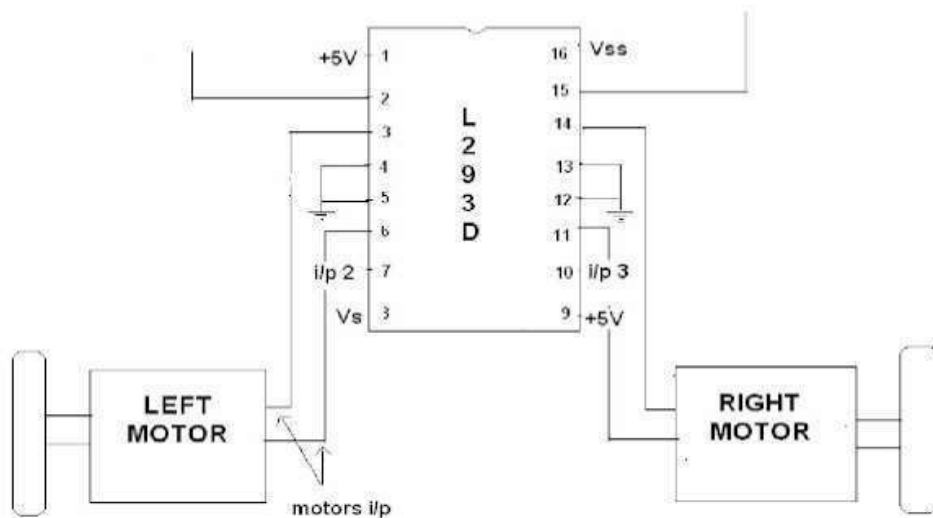 +5V 1 16 Vss
2 15
3 14
4 13
5 12
6 11
i/p 2 7 10 i/p 3
Vs 8 9 +5V
L
2
9
3
D
LEFT
MOTOR
RIGHT
MOTOR
motors i/p